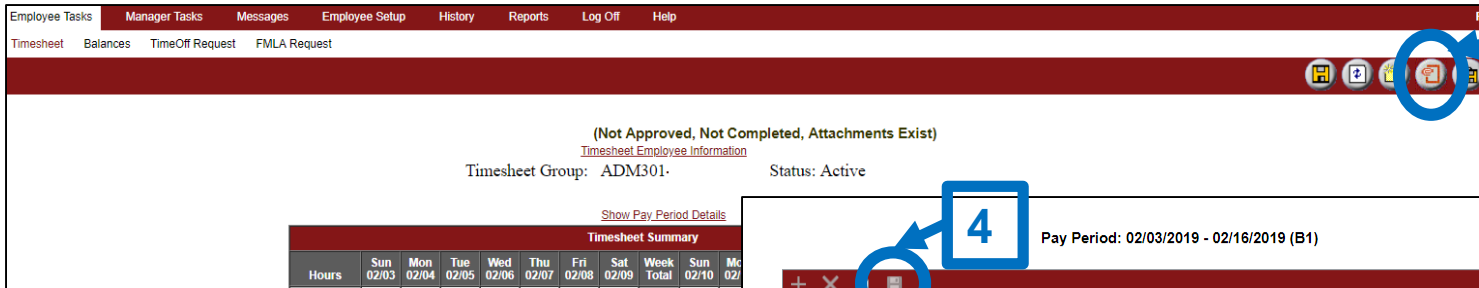 Employee Tasks Manager Tasks Messages Employee Setup History Reports Log Off Help
Timesheet Balances TimeOff Request FMLA Request
(Not Approved, Not Completed, Attachments Exist)
Timesheet Employee Information
Timesheet Group: ADM301 Status: Active
Show Pay Period Details
4
Pay Period: 02/03/2019 - 02/16/2019 (B1)
Timesheet Summary
Hours Sun 02/03 Mon 02/04 Tue 02/05 Wed 02/06 Thu 02/07 Fri 02/08 Sat 02/09 Week Total Sun 02/10